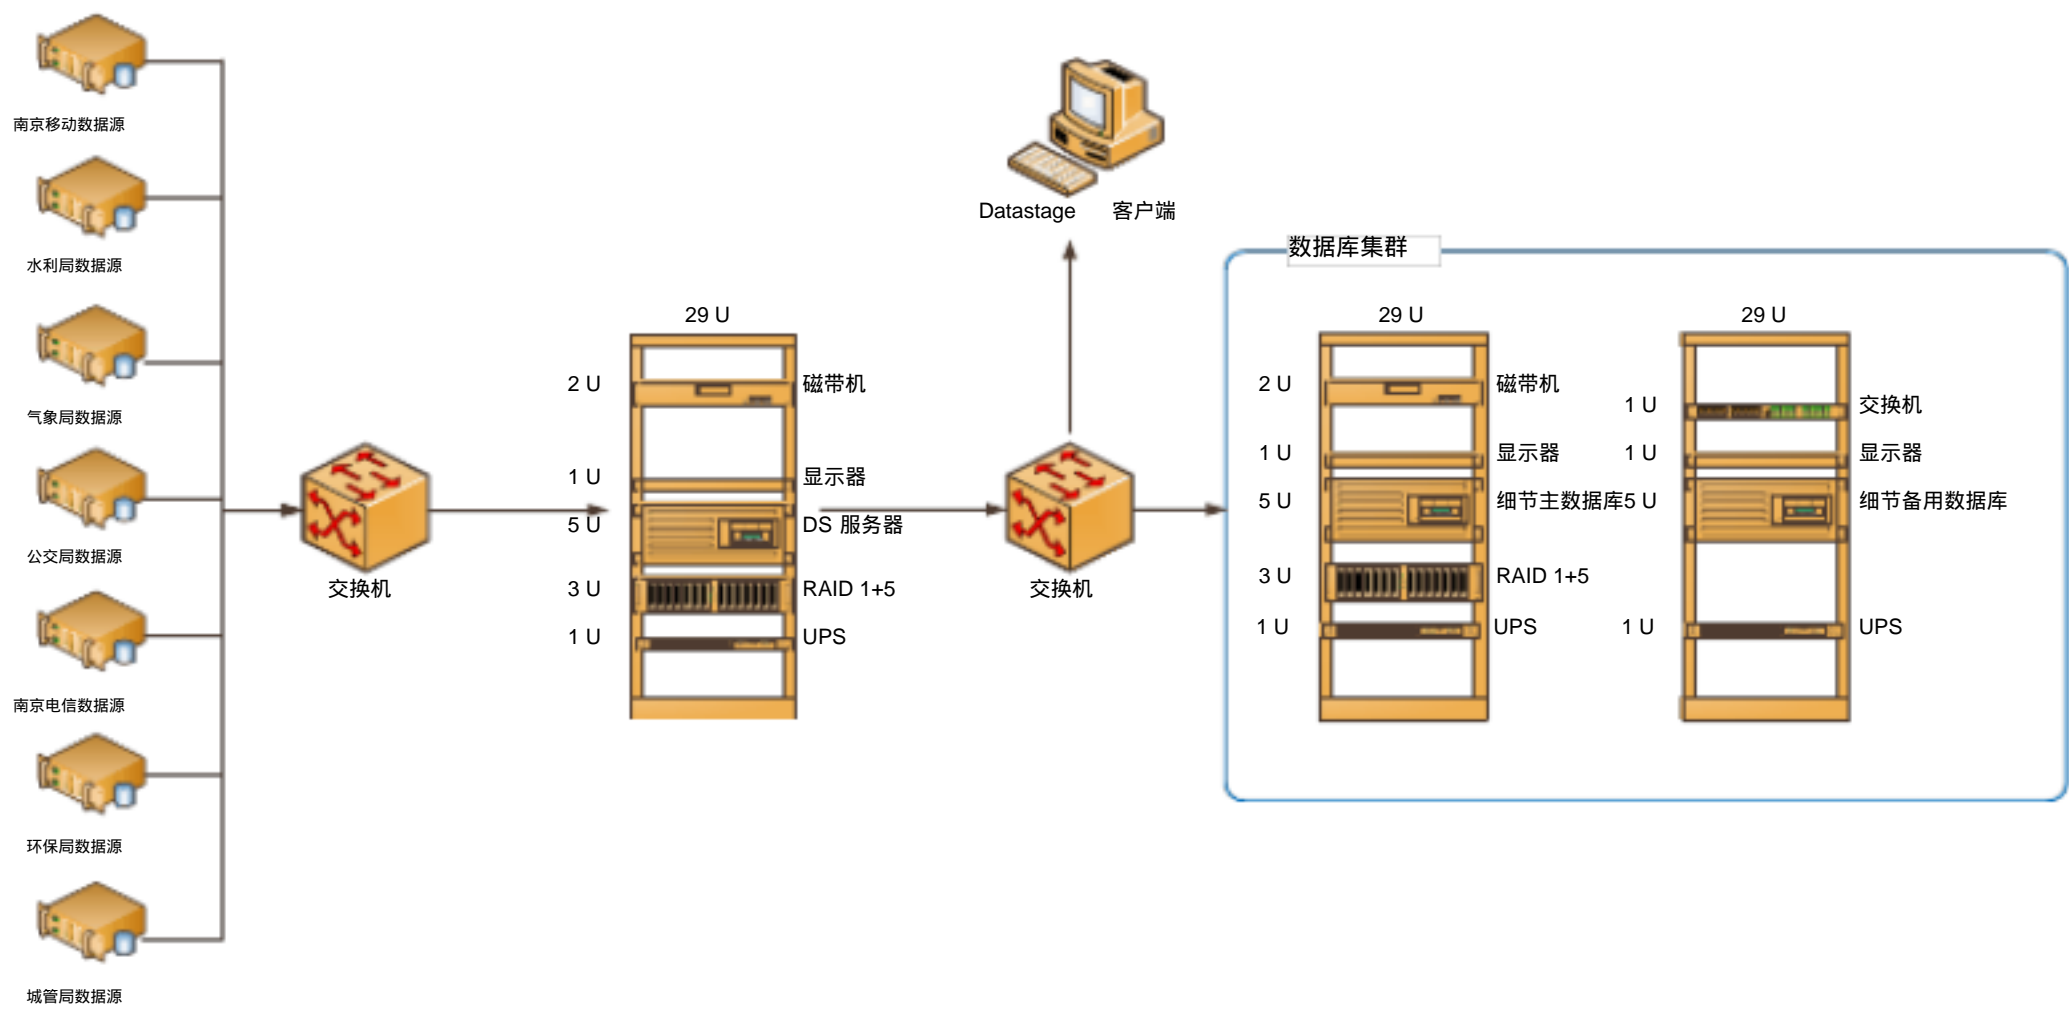 南京移动数据源
水利局数据源
气象局数据源
公交局数据源
南京电信数据源
环保局数据源
城管局数据源
交换机
29 U
2 U 磁带机
1 U 显示器
5 U DS 服务器
3 U RAID 1+5
1 U UPS
Datastage 客户端
交换机
数据库集群
29 U
2 U 磁带机
1 U 显示器
5 U 细节主数据库
3 U RAID 1+5
1 U UPS
29 U
1 U 交换机
1 U 显示器
5 U 细节备用数据库
1 U UPS